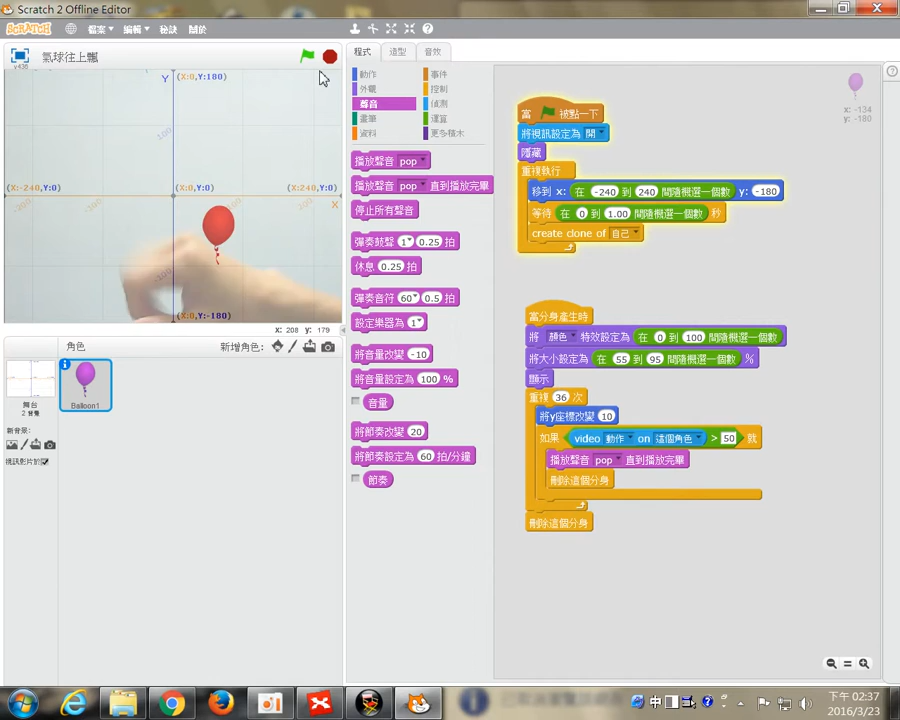 Scratch 2 Offline Editor
SCRATCH 檔案▼ 編輯▼ 秘訣 關於
氣球往上飄
y436
Y (X:0,Y:180)
100
(X:-240,Y:0) (X:0,Y:0) (X:240,Y:0)
-200 -100 100 200 X
-100
(X:0,Y:-180)
x: 208 y: 179
角色 新增角色:
舞台
2 背景
Balloon1
新背景:
視訊影片於
程式 造型 音效
動作 事件
外觀 控制
聲音 偵測
畫筆 運算
資料 更多積木
播放聲音 pop
播放聲音 pop 直到播放完畢
停止所有聲音
彈奏鼓聲 1 0.25 拍
休息 0.25 拍
彈奏音符 60 0.5 拍
設定樂器為 1
將音量改變 -10
將音量設定為 100 %
音量
將節奏改變 20
將節奏設定為 60 拍/分鐘
節奏
當 被點一下
將視訊設定為 開
隱藏
重複執行
移到 x: 在 -240 到 240 間隨機選一個數 y: -180
等待 在 0 到 1.00 間隨機選一個數 秒
create clone of 自己
當分身產生時
將 顏色 特效設定為 在 0 到 100 間隨機選一個數
將大小設定為 在 55 到 95 間隨機選一個數 %
顯示
重複 36 次
將y座標改變 10
如果 video 動作 on 這個角色 > 50 就
播放聲音 pop 直到播放完畢
刪除這個分身
刪除這個分身
x: -134
y: -180
中
下午 02:37
2016/3/23